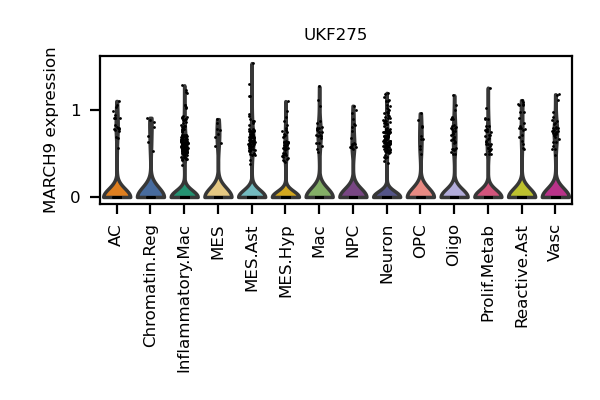 UKF275
MARCH9 expression
1
0
AC
Chromatin.Reg
Inflammatory.Mac
MES
MES.Ast
MES.Hyp
Mac
NPC
Neuron
OPC
Oligo
Prolif.Metab
Reactive.Ast
Vasc